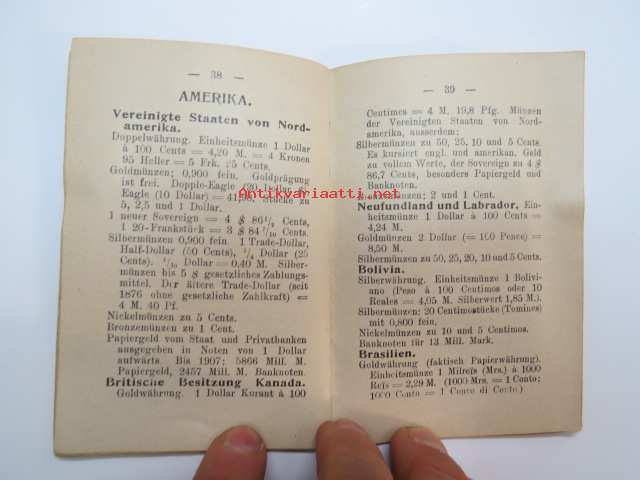 — 38 —
AMERIKA.
Vereinigte Staaten von Nord-
amerika.
Doppelwährung. Einheitsmünze 1 Dollar
à 100 Cents = 4,20 M. = 4 Kronen
95 Heller = 5 Frk. 25 Cents.
Goldmünzen; 0,900 fein. Goldprägung
ist frei. Dopple-Eagle (20 Dollar) &
Eagle (10 Dollar) = Stücke zu
5, 2,5 und 1 Dollar.
1 neuer Sovereign = 4 $ 86 1/2 Cents,
1 20-Frankstück = 3 $ 84 7/10 Cents.
Silbermünzen 0,900 fein 1 Trade-Dollar,
Half-Dollar (50 Cents), 1/4 Dollar (25
Cents). 1/10 Dollar = 0,40 M. Silber-
münzen bis 5 $ gesetzliches Zahlungs-
mittel. Der ältere Trade-Dollar (seit
1876 ohne gesetzliche Zahlkraft) =
4 M. 40 Pf.
Nickelmünzen zu 5 Cents.
Bronzemünzen zu 1 Cent.
Papiergeld vom Staat und Privatbanken
ausgegeben in Noten von 1 Dollar
aufwärts. Bis 1907; 5866 Mill. M.
Papiergeld, 2457 Mill. M. Banknoten.
Britische Besitzung Kanada.
Goldwährung. 1 Dollar Kurant à 100
— 39 —
Centimes = 4 M. 19,8 Pfg. Münzen
der Vereinigten Staaten von Nord-
amerika, ausserdem;
Silbermünzen zu 50, 25, 10 und 5 Cents.
Es kursiert engl. und amerikan. Geld
zu vollem Werte, der Sovereign zu 4 $
86,7 Cents, besonders Papiergeld und
Banknoten.
Bronzemünzen; 2 und 1 Cent.
Neufundland und Labrador, Ein-
heitsmünze 1 Dollar à 100 Cents =
4,24 M.
Goldmünzen 2 Dollar (= 100 Pence) =
8,50 M.
Silbermünzen zu 50, 25, 20, 10 und 5 Cents.
Bolivia.
Silberwährung. Einheitsmünze 1 Bolivi-
ano (Peso à 100 Centimos oder 10
Reales = 4,05 M. Silberwert 1,85 M.).
Silbermünzen; 20 Centimostücke (Tomines)
mit 0,800 fein,
Nickelmünzen zu 10 und 5 Centimos.
Banknoten für 13 Mill. Mark.
Brasilien.
Goldwährung (faktisch Papierwährung).
Einheitsmünze 1 Milreïs (Mrs.) à 1000
Reïs = 2,29 M. (1000 Mrs. = 1 Conto;
1000 Conto = 1 Conto di Conto.)
Antikvariaatti.net